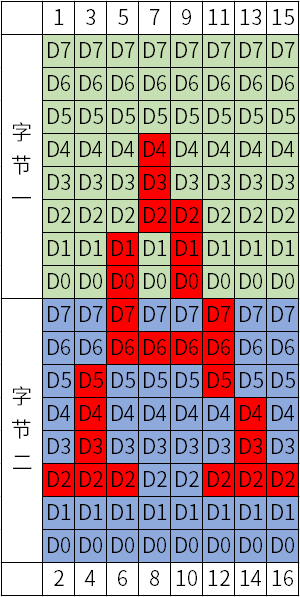 1 3 5 7 9 11 13 15
字节一
D7 D7 D7 D7 D7 D7 D7 D7
D6 D6 D6 D6 D6 D6 D6 D6
D5 D5 D5 D5 D5 D5 D5 D5
D4 D4 D4 D4 D4 D4 D4 D4
D3 D3 D3 D3 D3 D3 D3 D3
D2 D2 D2 D2 D2 D2 D2 D2
D1 D1 D1 D1 D1 D1 D1 D1
D0 D0 D0 D0 D0 D0 D0 D0
字节二
D7 D7 D7 D7 D7 D7 D7 D7
D6 D6 D6 D6 D6 D6 D6 D6
D5 D5 D5 D5 D5 D5 D5 D5
D4 D4 D4 D4 D4 D4 D4 D4
D3 D3 D3 D3 D3 D3 D3 D3
D2 D2 D2 D2 D2 D2 D2 D2
D1 D1 D1 D1 D1 D1 D1 D1
D0 D0 D0 D0 D0 D0 D0 D0
2 4 6 8 10 12 14 16